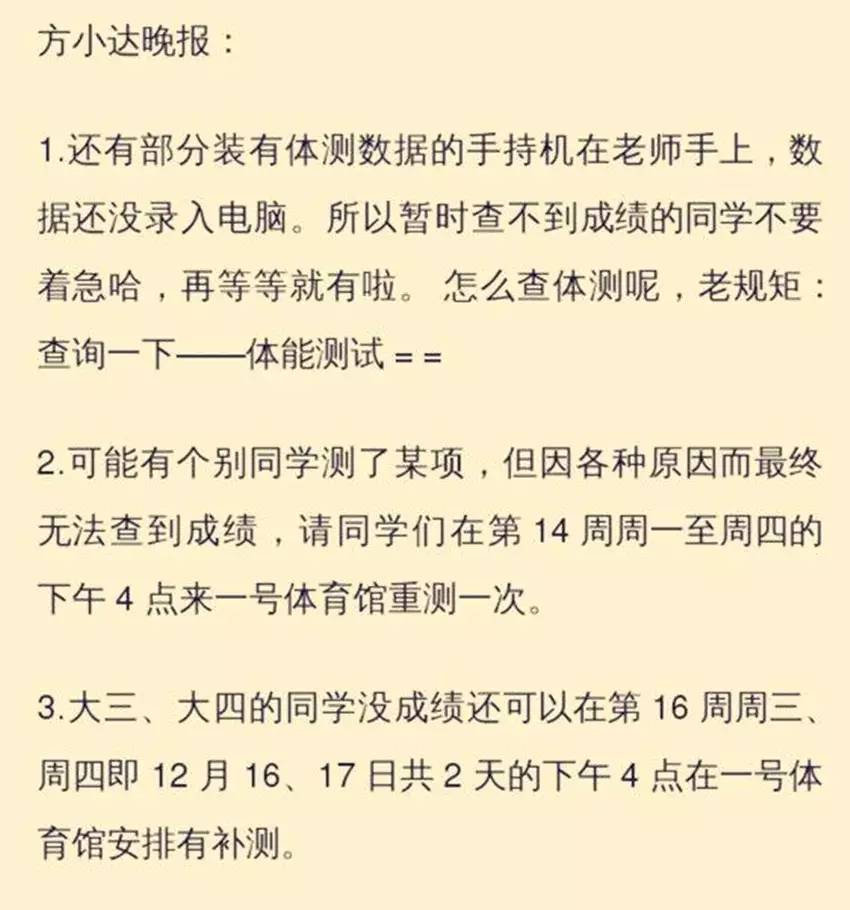 方小达晚报：
1.还有部分装有体测数据的手持机在老师手上，数
据还没录入电脑。所以暂时查不到成绩的同学不要
着急哈，再等等就有啦。 怎么查体测呢，老规矩：
查询一下——体能测试 = =
2.可能有个别同学测了某项，但因各种原因而最终
无法查到成绩，请同学们在第 14 周周一至周四的
下午 4 点来一号体育馆重测一次。
3.大三、大四的同学没成绩还可以在第 16 周周三、
周四即 12 月 16、17 日共 2 天的下午 4 点在一号体
育馆安排有补测。